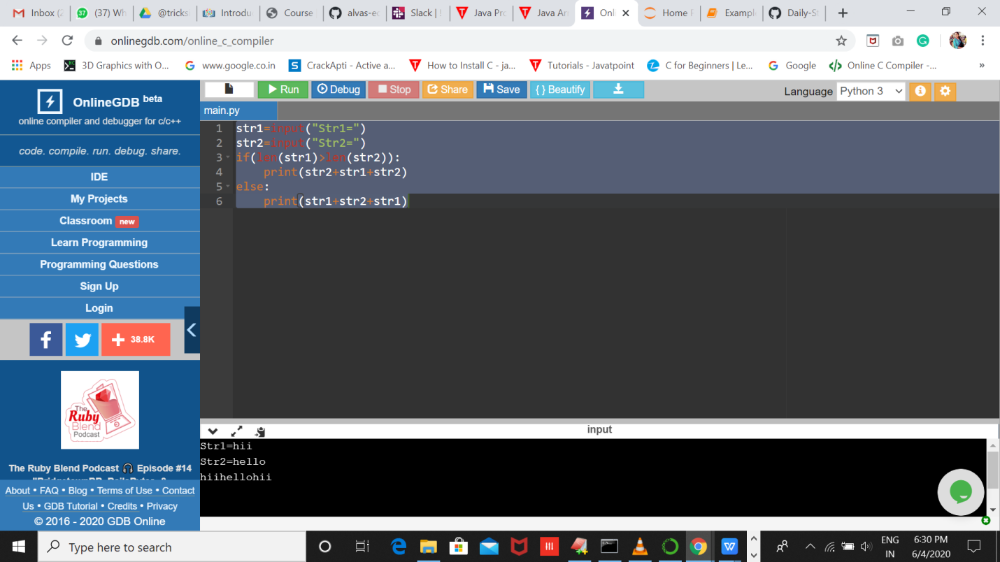 Inbox (2
(37) Wh
@tricks
Introdu
Course
alvas-ed
Slack |
Java Pro
Java Arr
Onli
Home P
Example
Daily-St
onlinegdb.com/online_c_compiler
Apps
3D Graphics with O...
www.google.co.in
CrackApti - Active a...
How to Install C - ja...
Tutorials - Javatpoint
C for Beginners | Le...
Google
Online C Compiler -...
»
OnlineGDB beta
online compiler and debugger for c/c++
code. compile. run. debug. share.
IDE
My Projects
Classroom new
Learn Programming
Programming Questions
Sign Up
Login
38.8K
The
Ruby
Blend
Podcast
The Ruby Blend Podcast 🎧 Episode #14
About • FAQ • Blog • Terms of Use • Contact
Us • GDB Tutorial • Credits • Privacy
© 2016 - 2020 GDB Online
Run Debug Stop Share Save { } Beautify
Language Python 3
main.py
1 str1=input("Str1=")
2 str2=input("Str2=")
3 if(len(str1)>len(str2)):
4 print(str2+str1+str2)
5 else:
6 print(str1+str2+str1)
input
Str1=hii
Str2=hello
hiihellohii
Type here to search
ENG
IN
6:30 PM
6/4/2020